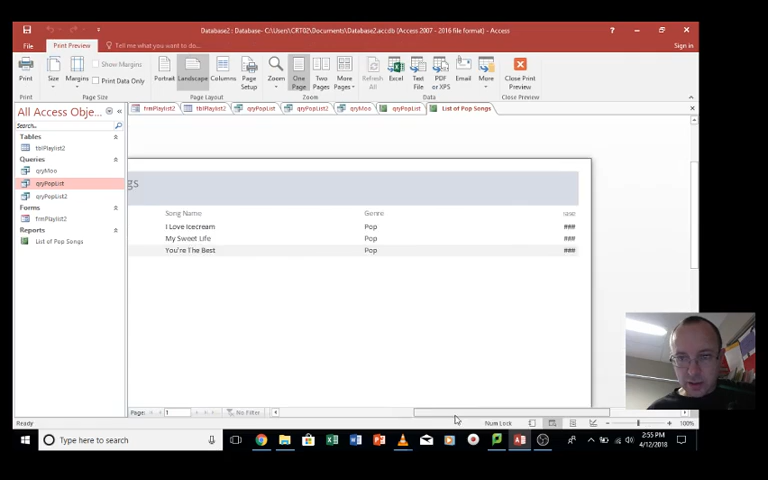 Database2 : Database- C:\Users\CRT02\Documents\Database2.accdb (Access 2007 - 2016 file format) - Access
? 
File Print Preview Tell me what you want to do... Sign in
Print Size Margins Show Margins Print Data Only Portrait Landscape Columns Page Setup Zoom One Page Two Pages More Pages Refresh All Excel Text File PDF or XPS Email More Close Print Preview
Print Page Size Page Layout Zoom Data Close Preview
All Access Obje...
frmPlaylist2 tblPlaylist2 qryPopList qryPopList2 qryMoo qryPopList List of Pop Songs
Search...
Tables
tblPlaylist2
Queries
qryMoo
qryPopList
qryPopList2
Forms
frmPlaylist2
Reports
List of Pop Songs
gs
Song Name Genre rase
I Love Icecream Pop ###
My Sweet Life Pop ###
You're The Best Pop ###
Page: 1 No Filter
Ready Num Lock 100%
Type here to search
2:55 PM
4/12/2018